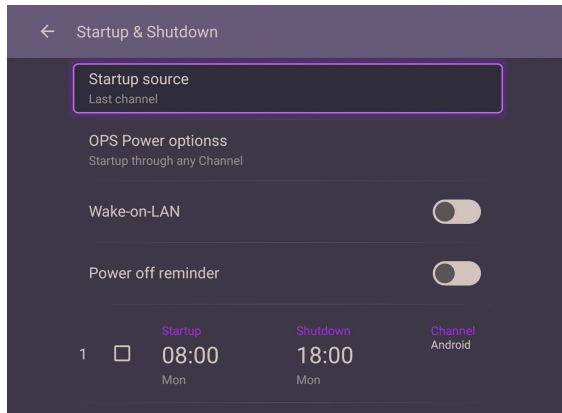 Startup & Shutdown
Startup source
Last channel
OPS Power optionss
Startup through any Channel
Wake-on-LAN
Power off reminder
Startup Shutdown Channel
1 08:00 18:00 Android
Mon Mon